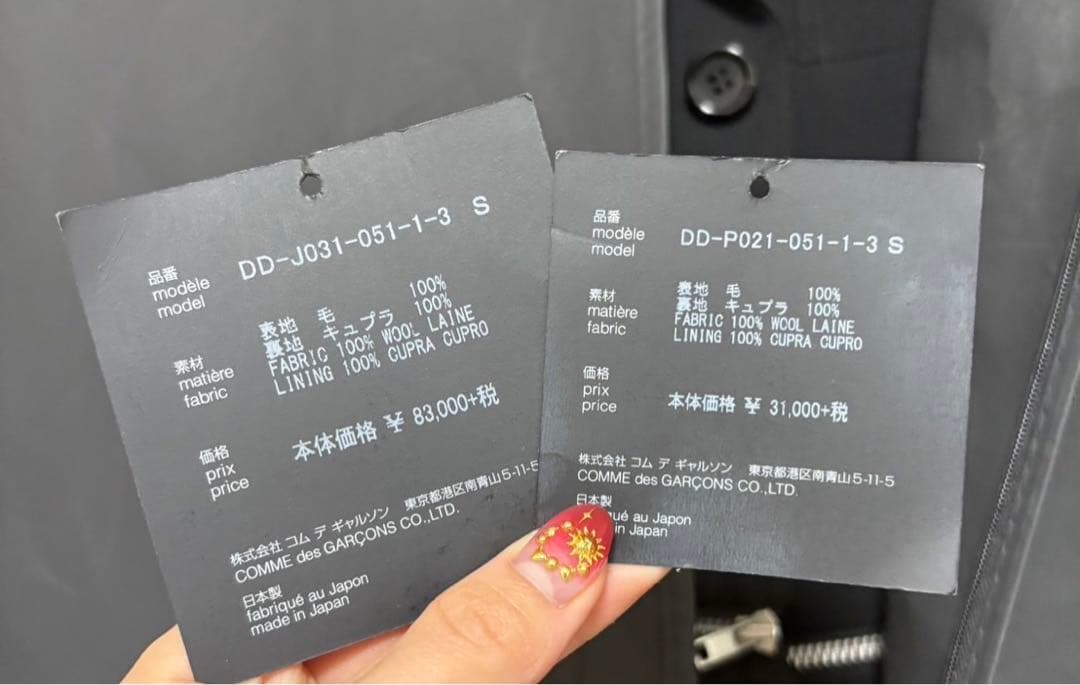 品番
modèle
model
DD-J031-051-1-3 S
素材
matière
fabric
表地 毛 100%
裏地 キュプラ 100%
FABRIC 100% WOOL LAINE
LINING 100% CUPRA CUPRO
価格
prix
price
本体価格 ¥ 83,000+税
株式会社 コム デ ギャルソン 東京都港区南青山5-11-5
COMME des GARÇONS CO.,LTD.
日本製
fabriqué au Japon
made in Japan
品番
modèle
model
DD-P021-051-1-3 S
素材
matière
fabric
表地 毛 100%
裏地 キュプラ 100%
FABRIC 100% WOOL LAINE
LINING 100% CUPRA CUPRO
価格
prix
price
本体価格 ¥ 31,000+税
株式会社 コム デ ギャルソン 東京都港区南青山5-11-5
COMME des GARÇONS CO.,LTD.
日本製
au Japon
in Japan